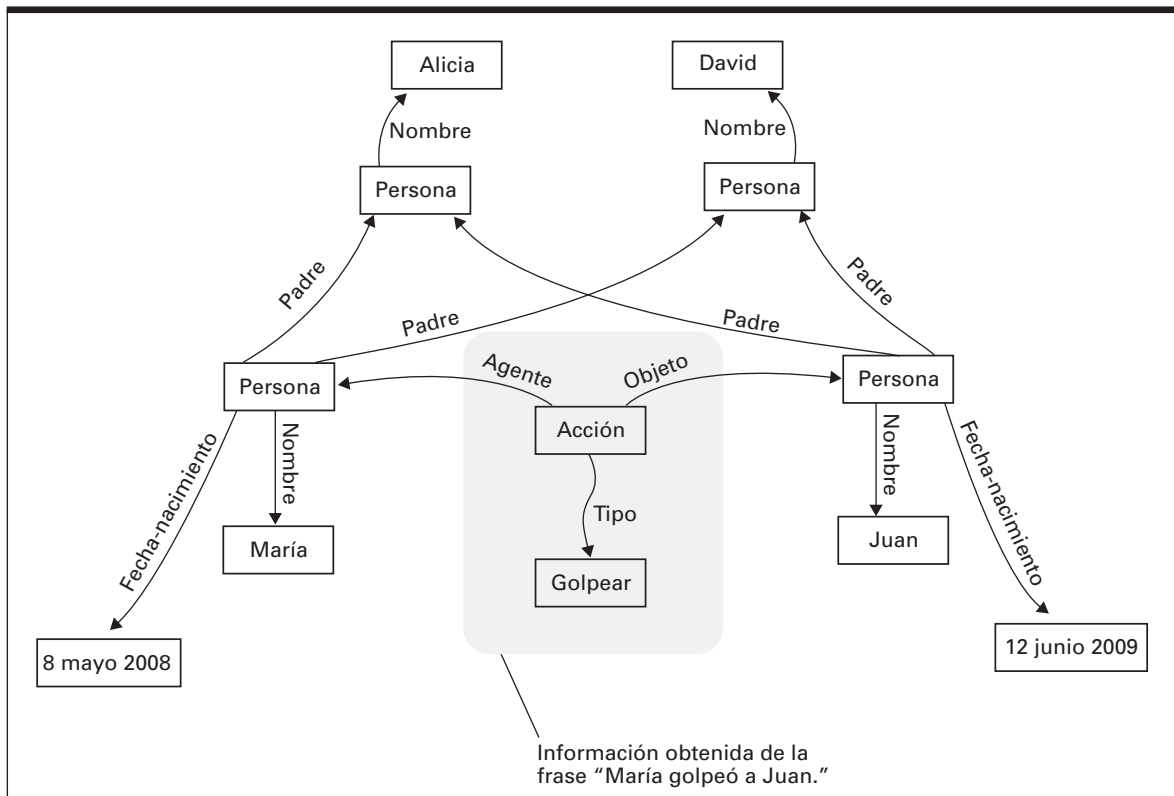 Alicia
David
Nombre
Nombre
Persona
Persona
Padre
Padre
Padre
Padre
Agente
Objeto
Persona
Persona
Acción
Nombre
Nombre
Fecha-nacimiento
Fecha-nacimiento
Tipo
María
Juan
Golpear
8 mayo 2008
12 junio 2009
Información obtenida de la
frase “María golpeó a Juan.”